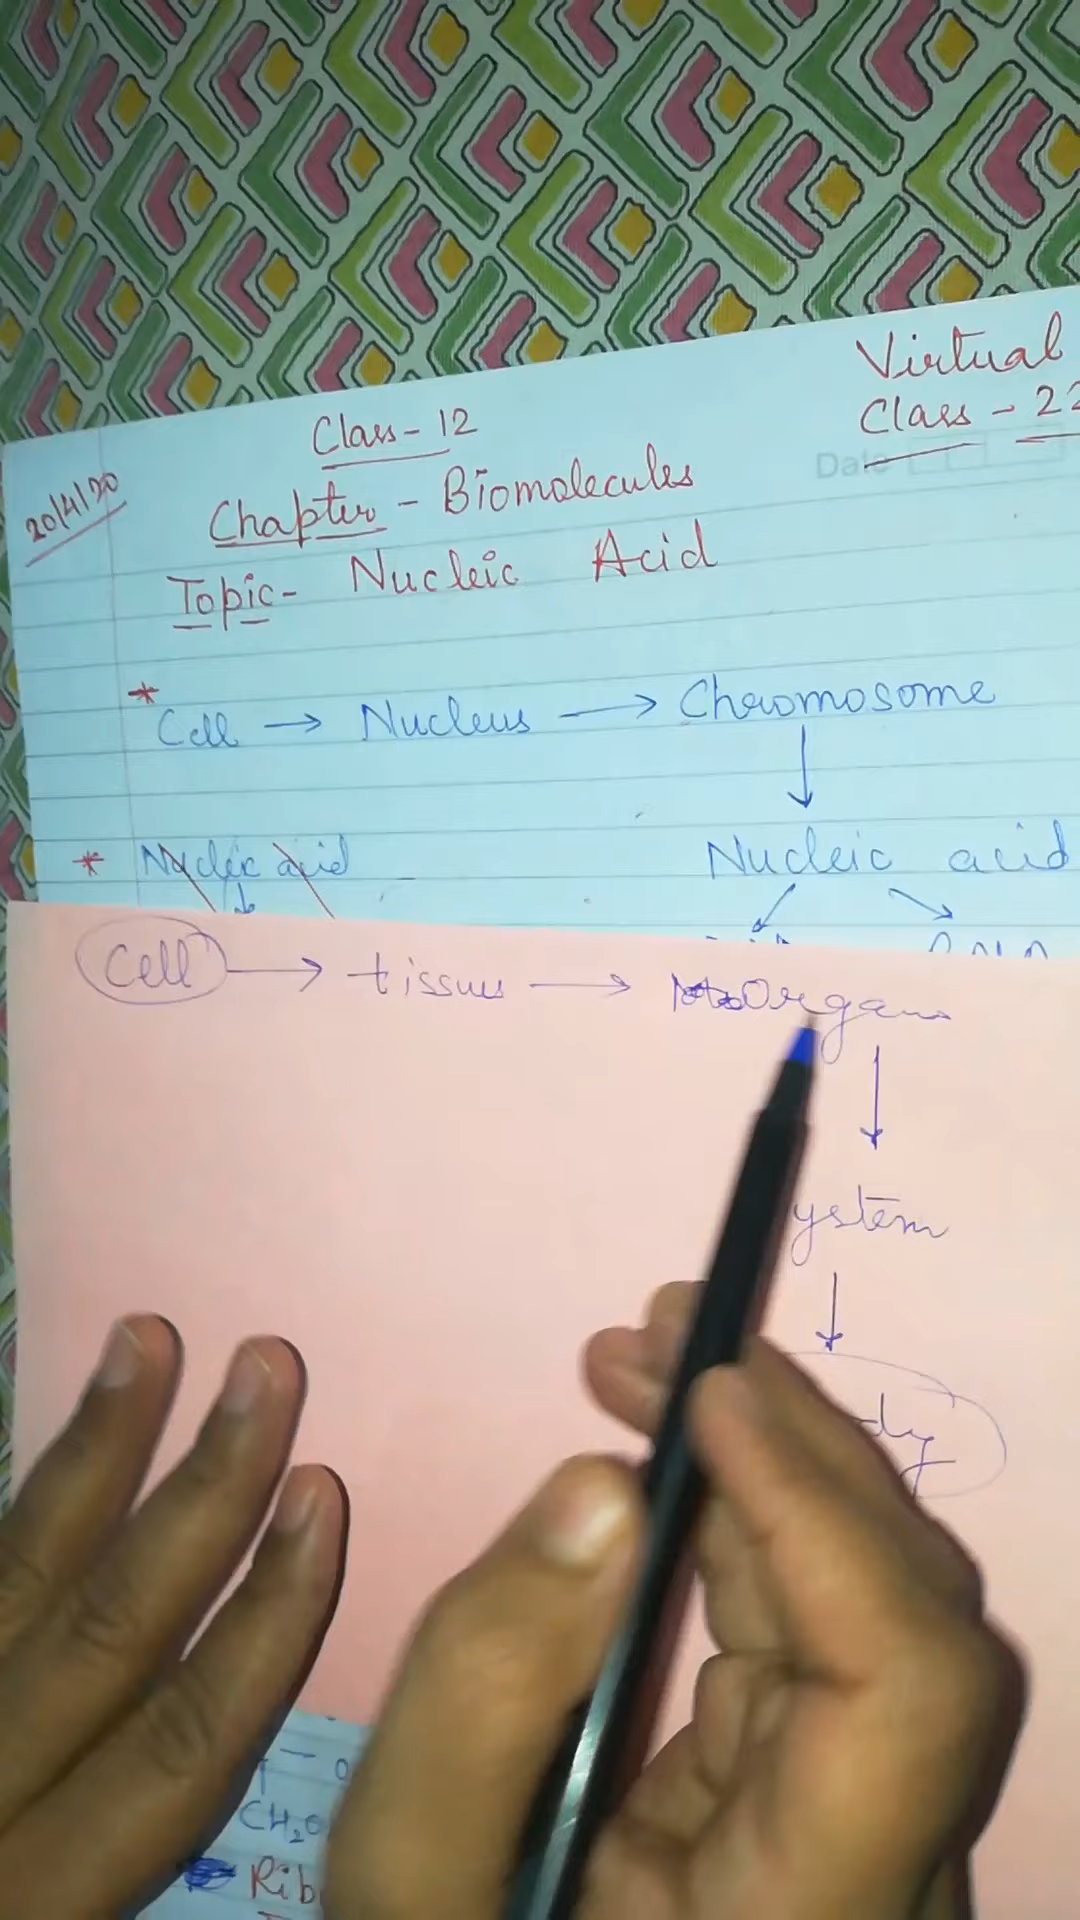 Virtual
Class - 22
Date
Class - 12
20/4/20
Chapter - Biomolecules
Topic - Nucleic Acid
* Cell → Nucleus → Chromosome
↓
* Nucleic acid
Nucleic acid
Cell → tissue → Organ
↓
ystem
↓
dy
CH₂O
Rib